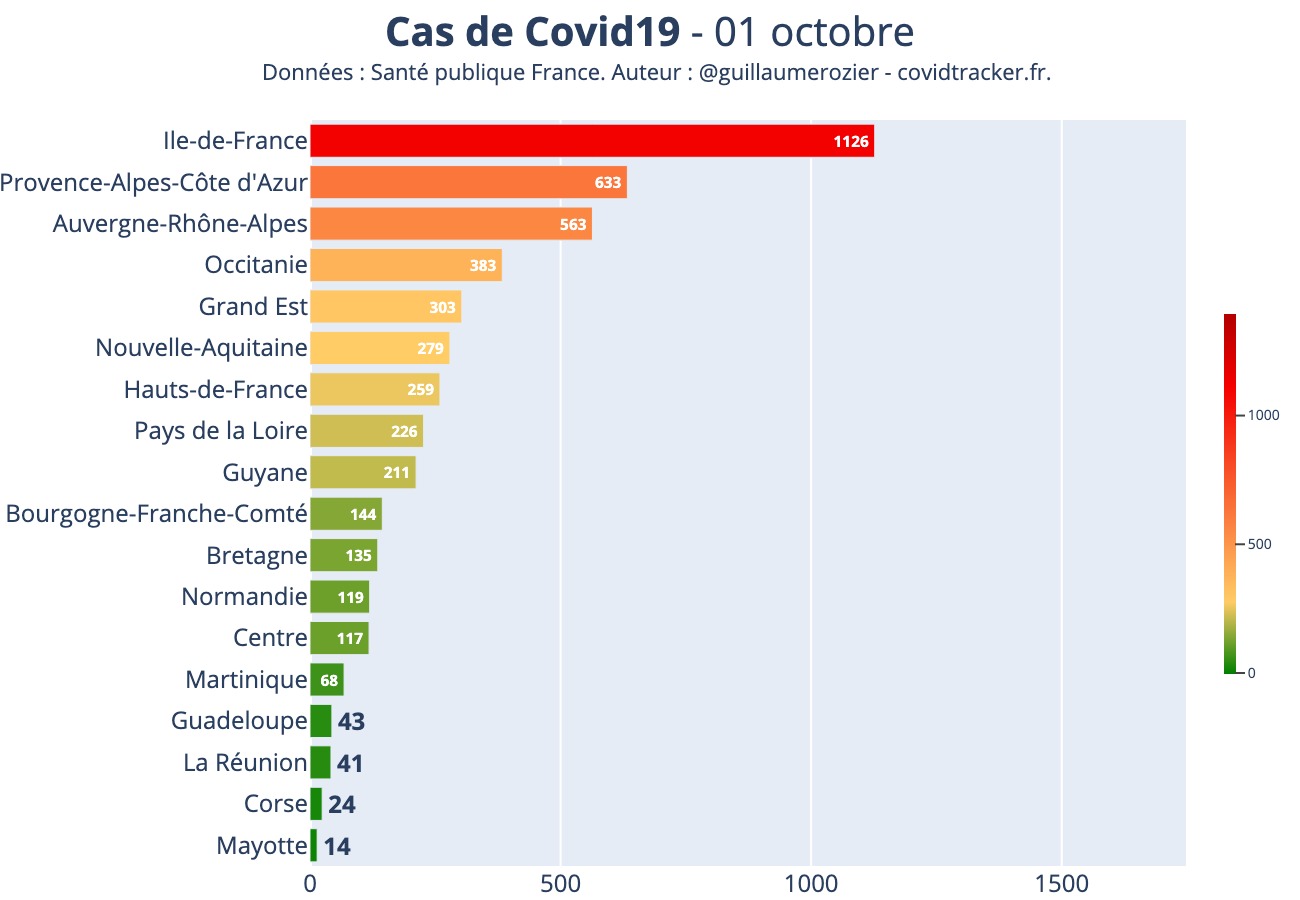 Cas de Covid19 - 01 octobre
Données : Santé publique France. Auteur : @guillaumerozier - covidtracker.fr.
Ile-de-France 1126
Provence-Alpes-Côte d'Azur 633
Auvergne-Rhône-Alpes 563
Occitanie 383
Grand Est 303
Nouvelle-Aquitaine 279
Hauts-de-France 259
Pays de la Loire 226
Guyane 211
Bourgogne-Franche-Comté 144
Bretagne 135
Normandie 119
Centre 117
Martinique 68
Guadeloupe 43
La Réunion 41
Corse 24
Mayotte 14
0 500 1000 1500
1000
500
0